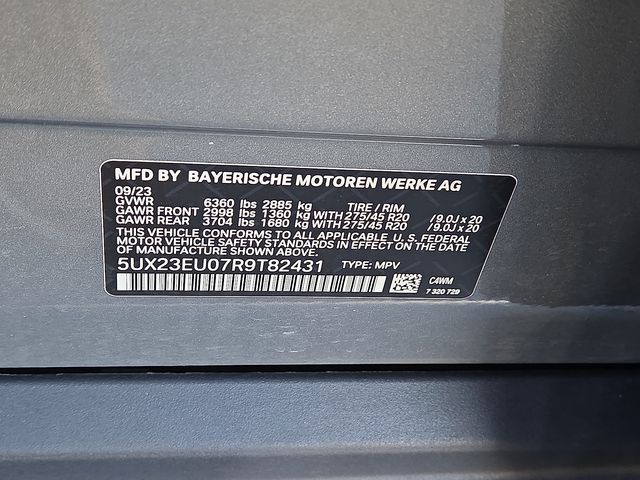 MFD BY BAYERISCHE MOTOREN WERKE AG
09/23
GVWR 6360 lbs 2885 kg TIRE / RIM
GAWR FRONT 2998 lbs 1360 kg WITH 275/45 R20 / 9.0J x 20
GAWR REAR 3704 lbs 1680 kg WITH 275/45 R20 / 9.0J x 20
THIS VEHICLE CONFORMS TO ALL APPLICABLE U. S. FEDERAL
MOTOR VEHICLE SAFETY STANDARDS IN EFFECT ON THE DATE
OF MANUFACTURE SHOWN ABOVE.
5UX23EU07R9T82431 TYPE: MPV
C4WM
7 320 729